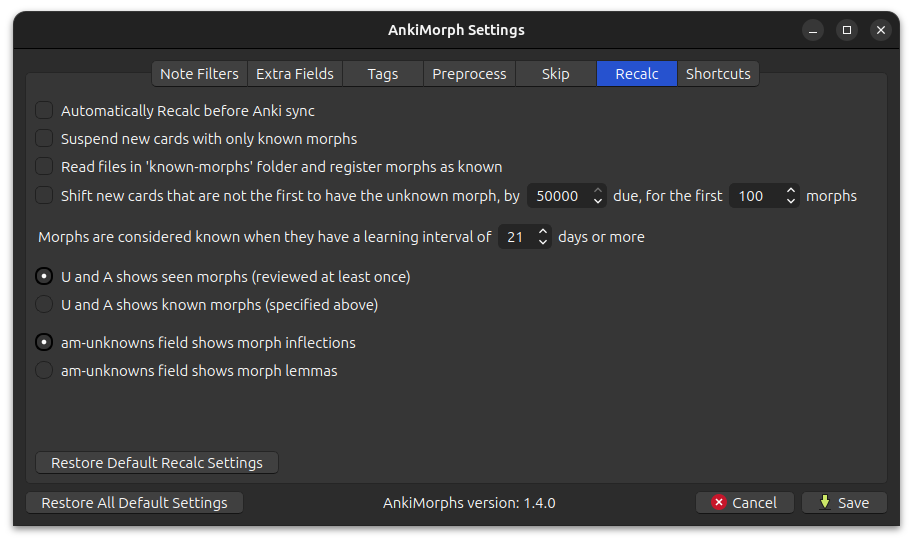 AnkiMorph Settings
Note Filters Extra Fields Tags Preprocess Skip Recalc Shortcuts
Automatically Recalc before Anki sync
Suspend new cards with only known morphs
Read files in 'known-morphs' folder and register morphs as known
Shift new cards that are not the first to have the unknown morph, by 50000 due, for the first 100 morphs
Morphs are considered known when they have a learning interval of 21 days or more
U and A shows seen morphs (reviewed at least once)
U and A shows known morphs (specified above)
am-unknowns field shows morph inflections
am-unknowns field shows morph lemmas
Restore Default Recalc Settings
Restore All Default Settings AnkiMorphs version: 1.4.0 Cancel Save